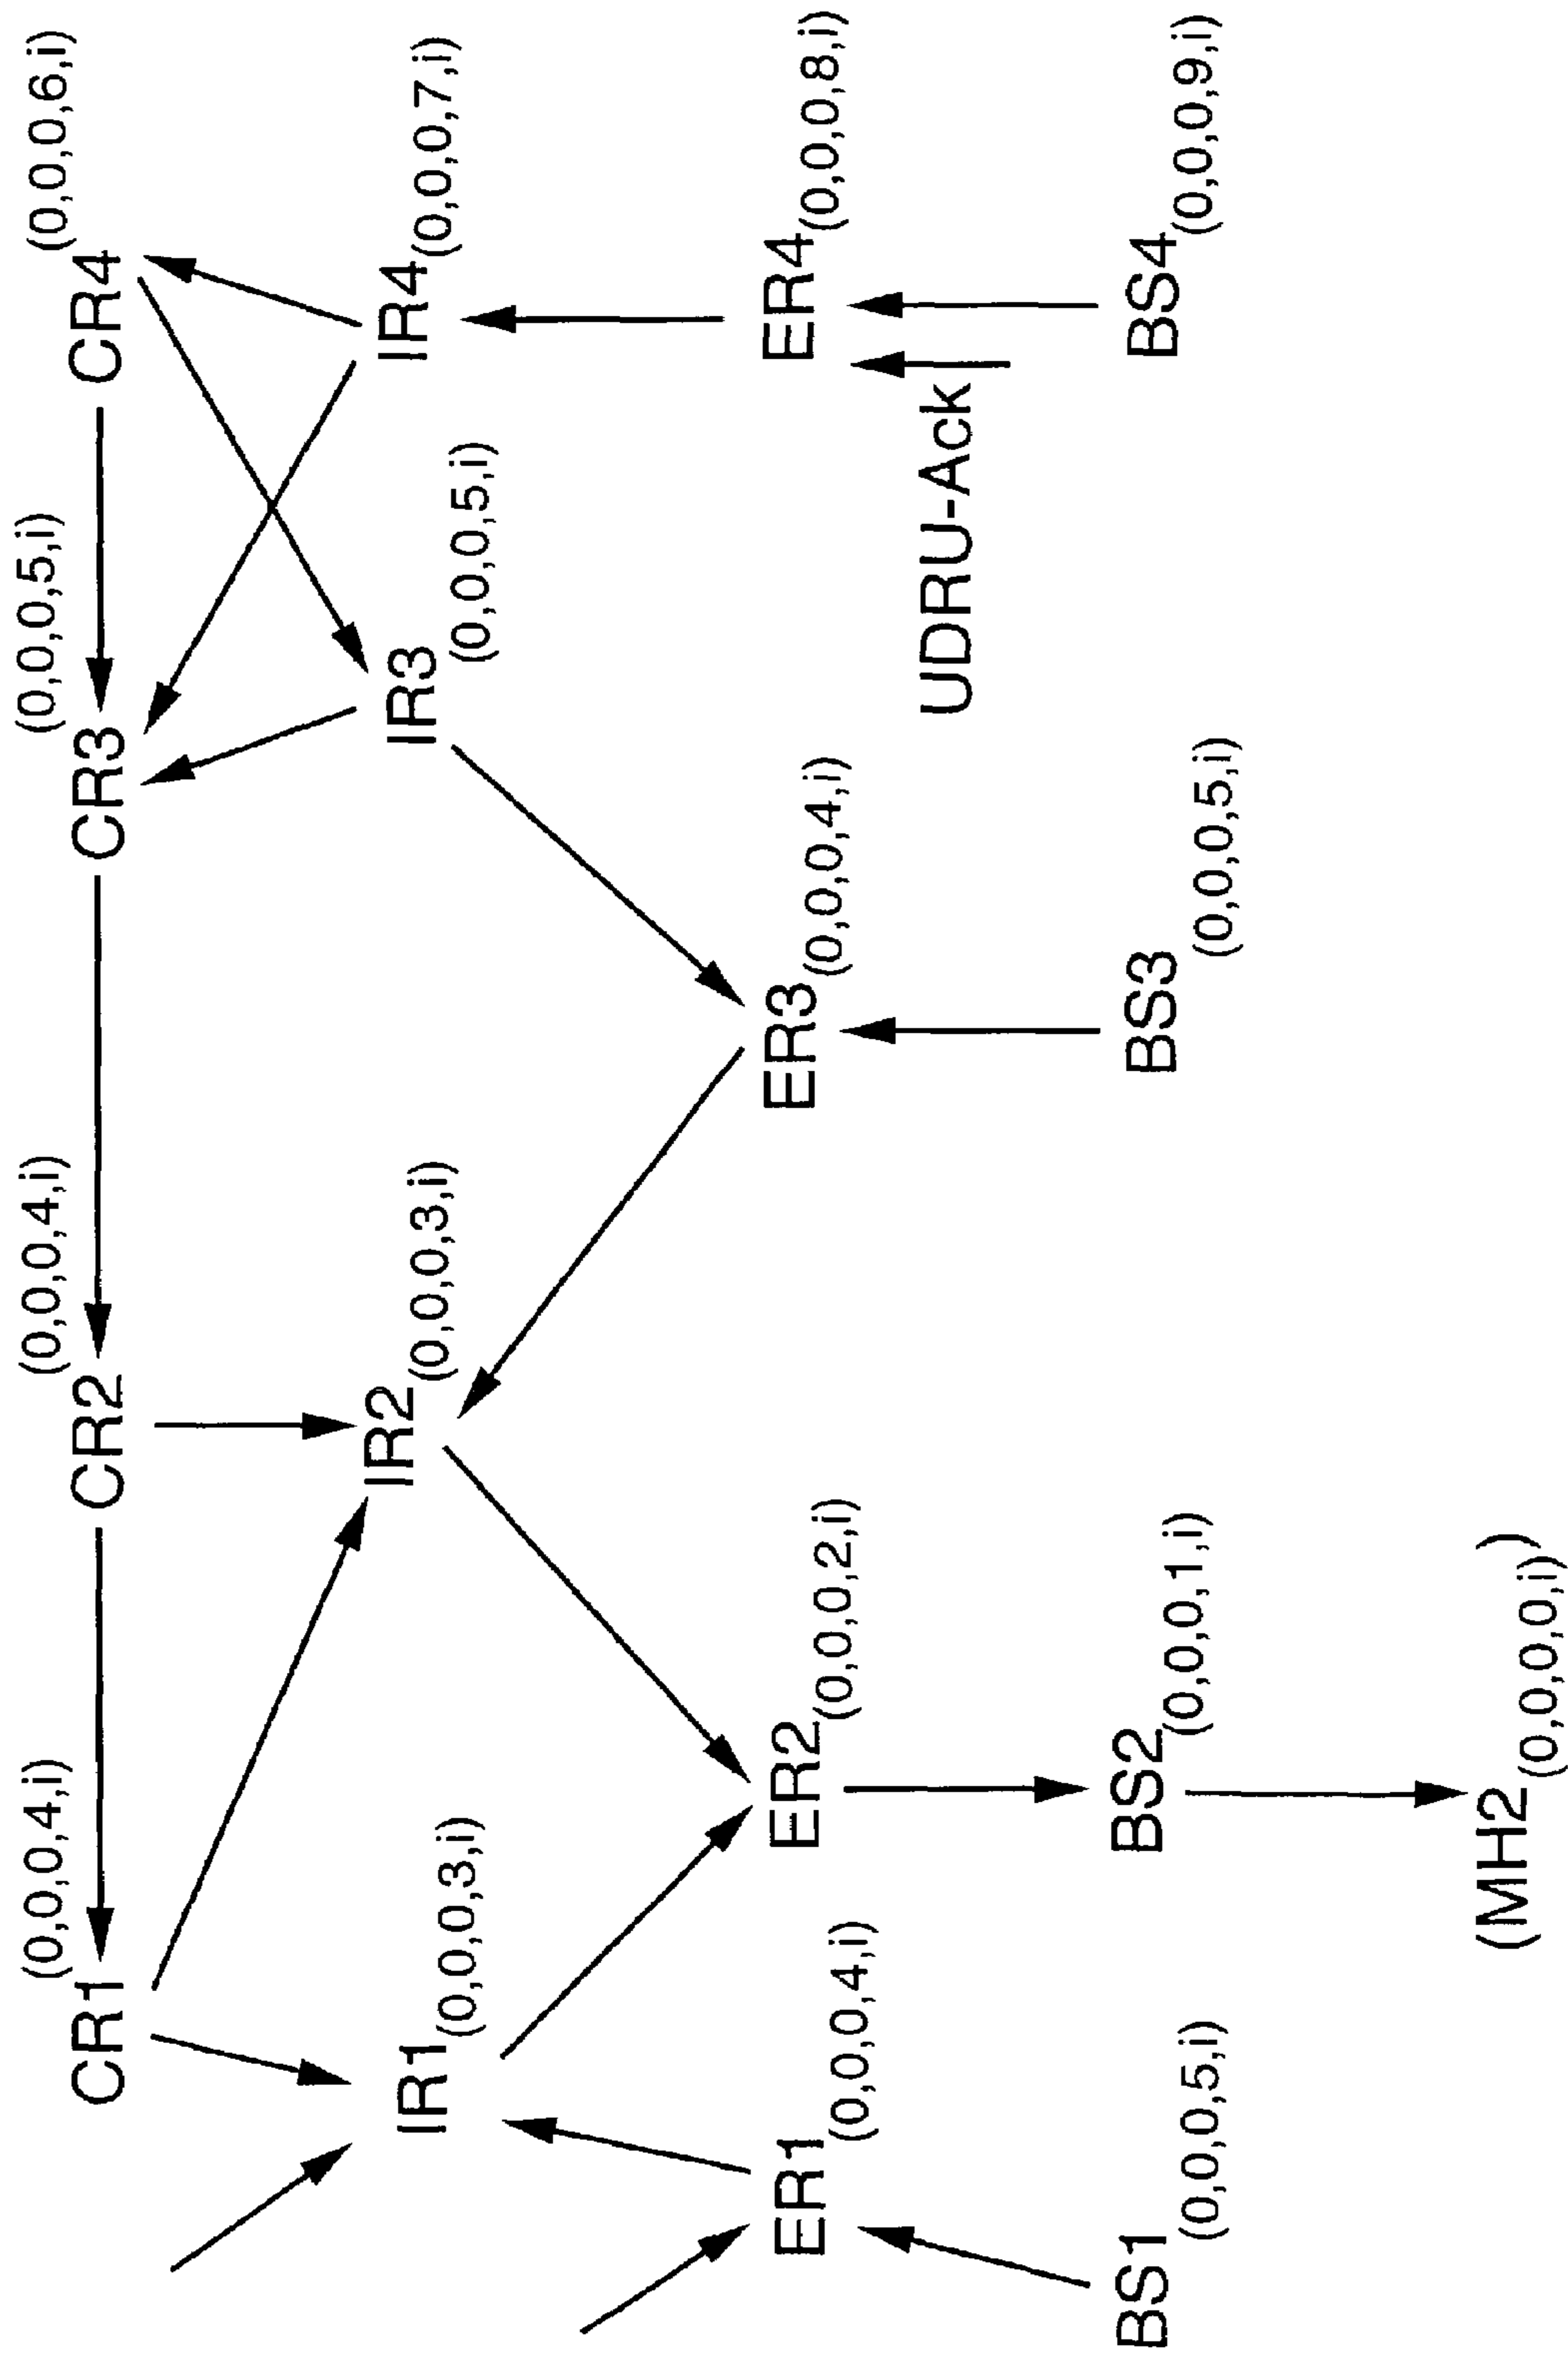 (0,0,0,4,i)
CR1
(0,0,0,4,i)
CR2
(0,0,0,5,i)
CR3
(0,0,0,6,i)
CR4
IR1(0,0,0,3,i)
IR2(0,0,0,3,i)
IR3(0,0,0,5,i)
IR4(0,0,0,7,i)
ER1(0,0,0,4,i)
ER2(0,0,0,2,i)
ER3(0,0,0,4,i)
ER4(0,0,0,8,i)
UDRU-Ack
BS1(0,0,0,5,i)
BS2(0,0,0,1,i)
BS3(0,0,0,5,i)
BS4(0,0,0,9,i)
(MH2(0,0,0,0,i))